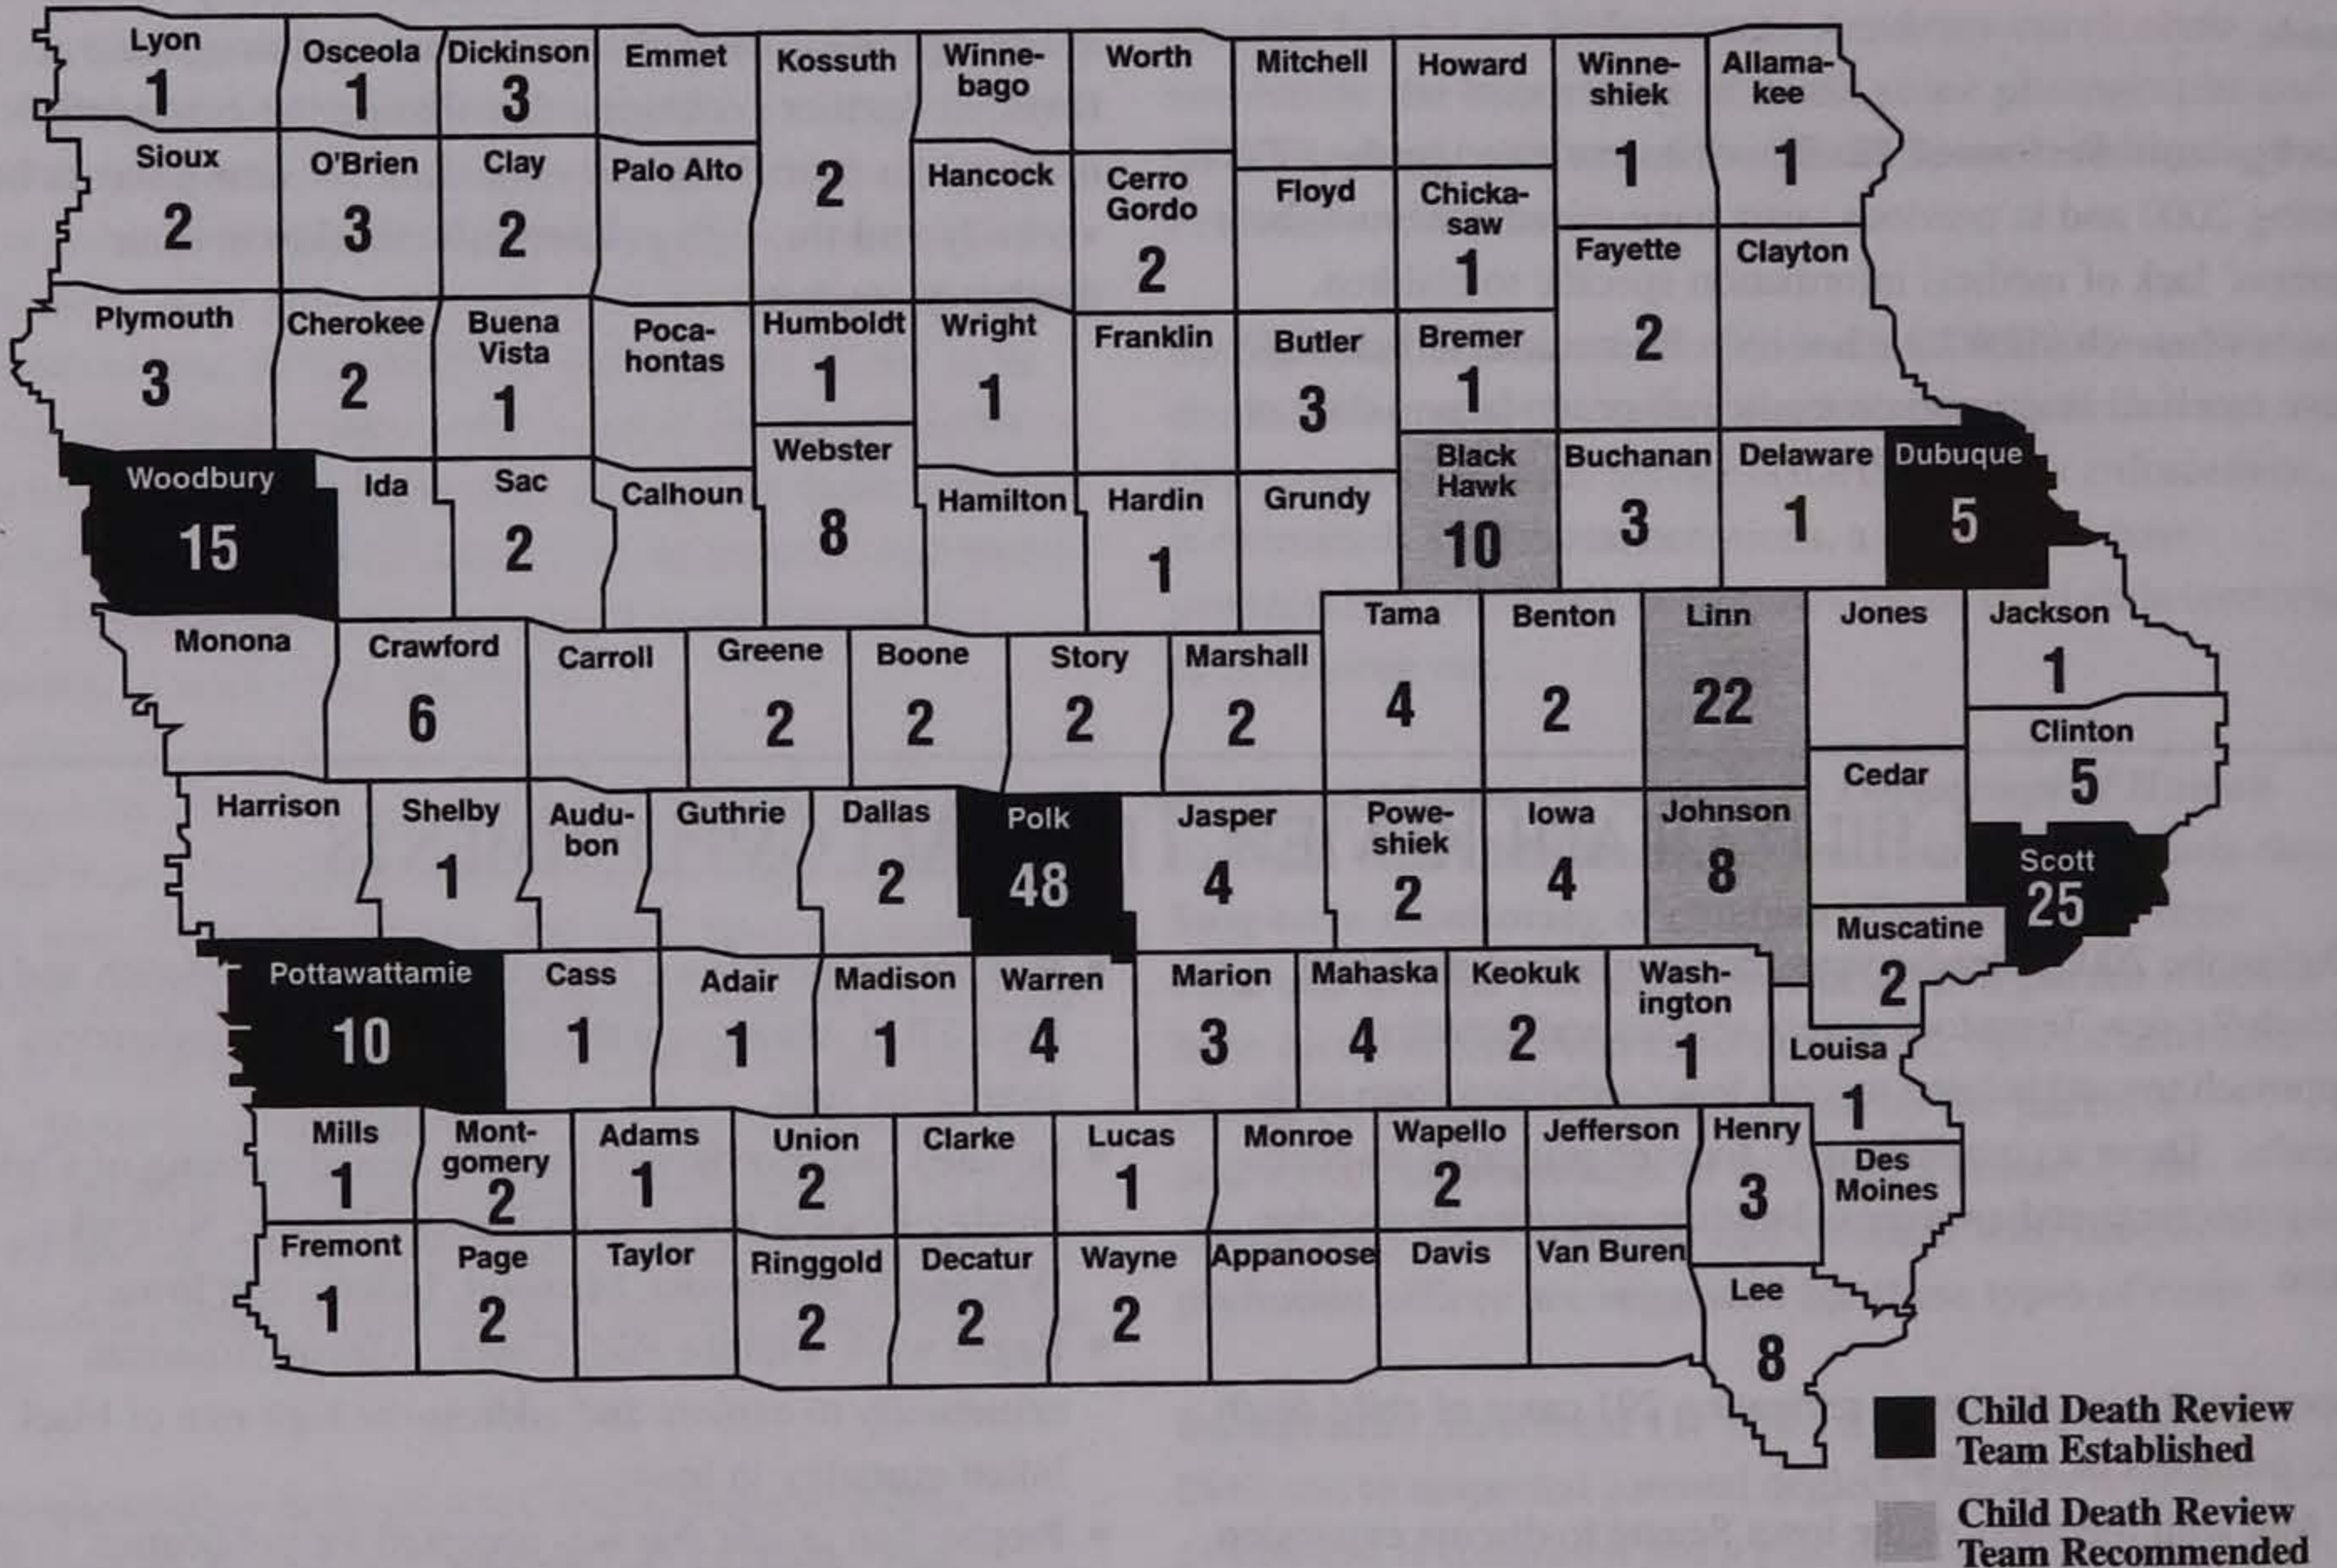 Lyon
1
Osceola
1
Dickinson
3
Emmet
Kossuth
2
Winne-
bago
Worth
Mitchell
Howard
Winne-
shiek
1
Allama-
kee
1
Sioux
2
O'Brien
3
Clay
2
Palo Alto
Hancock
Cerro
Gordo
2
Floyd
Chicka-
saw
1
Fayette
2
Clayton
Plymouth
3
Cherokee
2
Buena
Vista
1
Poca-
hontas
Humboldt
1
Wright
1
Franklin
Butler
3
Bremer
1
Woodbury
15
Ida
Sac
2
Calhoun
Webster
8
Hamilton
Hardin
1
Grundy
Black
Hawk
10
Buchanan
3
Delaware
1
Dubuque
5
Monona
Crawford
6
Carroll
Greene
2
Boone
2
Story
2
Marshall
2
Tama
4
Benton
2
Linn
22
Jones
Jackson
1
Clinton
5
Harrison
Shelby
1
Audu-
bon
Guthrie
Dallas
2
Polk
48
Jasper
4
Powe-
shiek
2
Iowa
4
Johnson
8
Cedar
Scott
25
Muscatine
2
Pottawattamie
10
Cass
1
Adair
1
Madison
1
Warren
4
Marion
3
Mahaska
4
Keokuk
2
Wash-
ington
1
Louisa
1
Mills
1
Mont-
gomery
2
Adams
1
Union
2
Clarke
Lucas
1
Monroe
Wapello
2
Jefferson
Henry
3
Des
Moines
Fremont
1
Page
2
Taylor
Ringgold
2
Decatur
2
Wayne
2
Appanoose
Davis
Van Buren
Lee
8
Child Death Review
Team Established
Child Death Review
Team Recommended